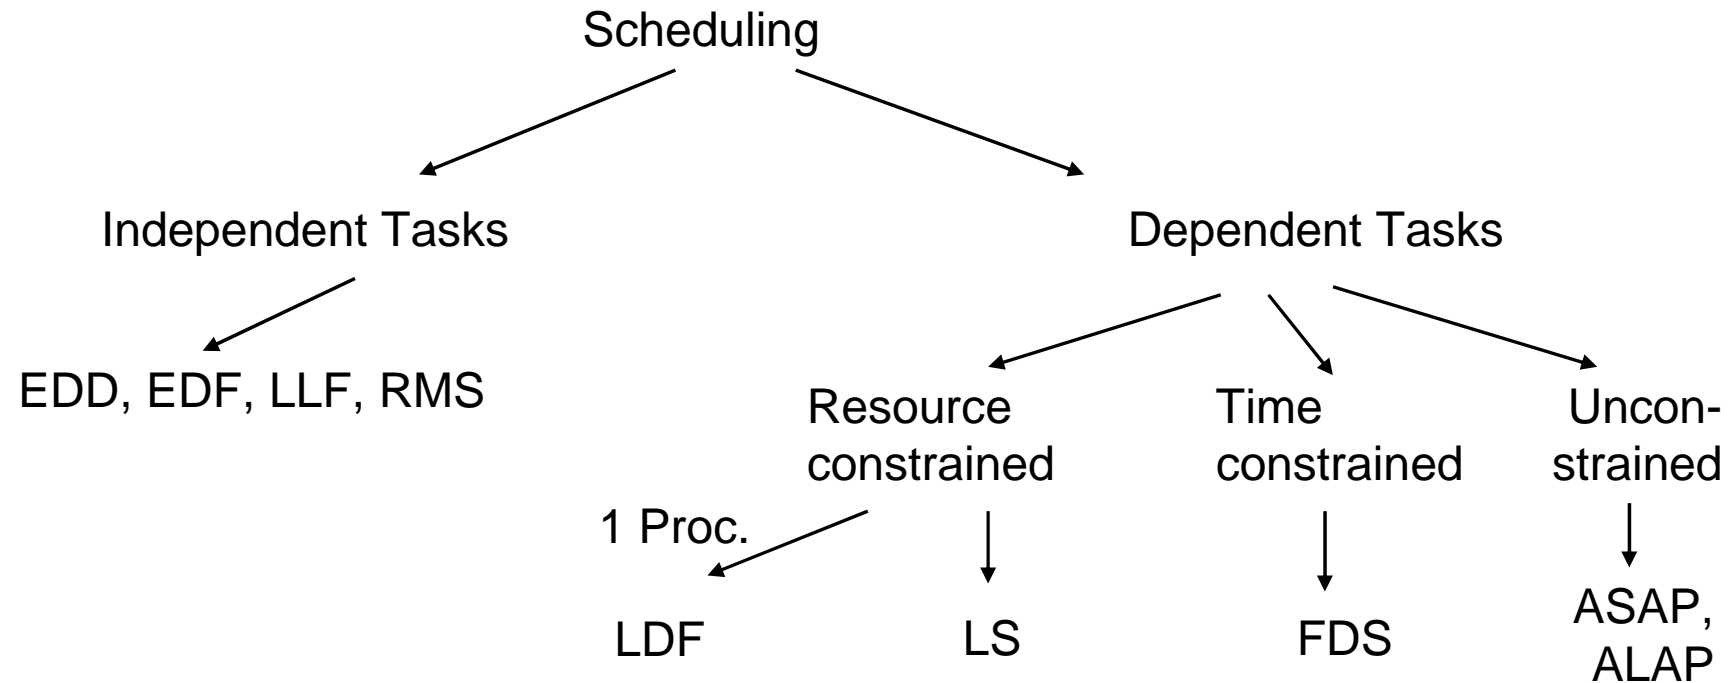 Scheduling
Independent Tasks
Dependent Tasks
EDD, EDF, LLF, RMS
Resource
constrained
Time
constrained
Uncon-
strained
1 Proc.
LDF
LS
FDS
ASAP,
ALAP